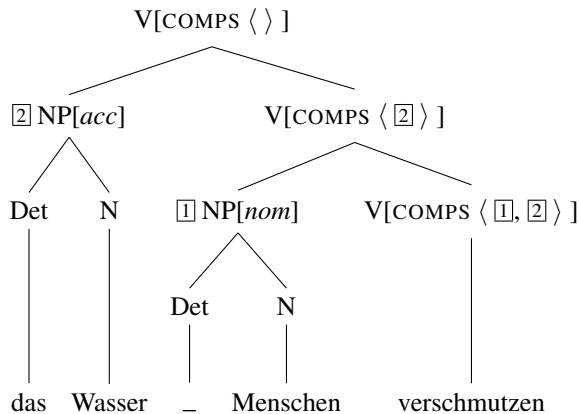 V[COMPS ⟨ ⟩ ]
2 NP[acc] V[COMPS ⟨ 2 ⟩ ]
Det N 1 NP[nom] V[COMPS ⟨ 1, 2 ⟩ ]
Det N
das Wasser _ Menschen verschmutzen